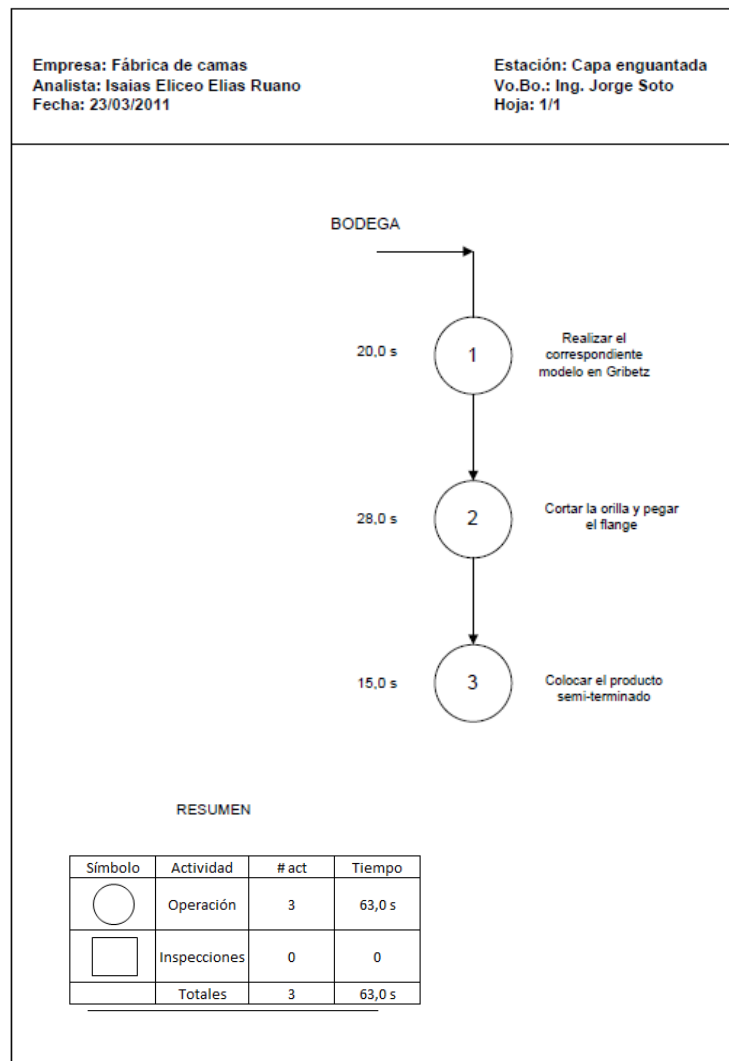 Empresa: Fábrica de camas
Analista: Isaias Eliceo Elias Ruano
Fecha: 23/03/2011
Estación: Capa enguantada
Vo.Bo.: Ing. Jorge Soto
Hoja: 1/1
BODEGA
20,0 s
1
Realizar el
correspondiente
modelo en Gribetz
28,0 s
2
Cortar la orilla y pegar
el flange
15,0 s
3
Colocar el producto
semi-terminado
RESUMEN
Símbolo Actividad # act Tiempo
Operación 3 63,0 s
Inspecciones 0 0
Totales 3 63,0 s